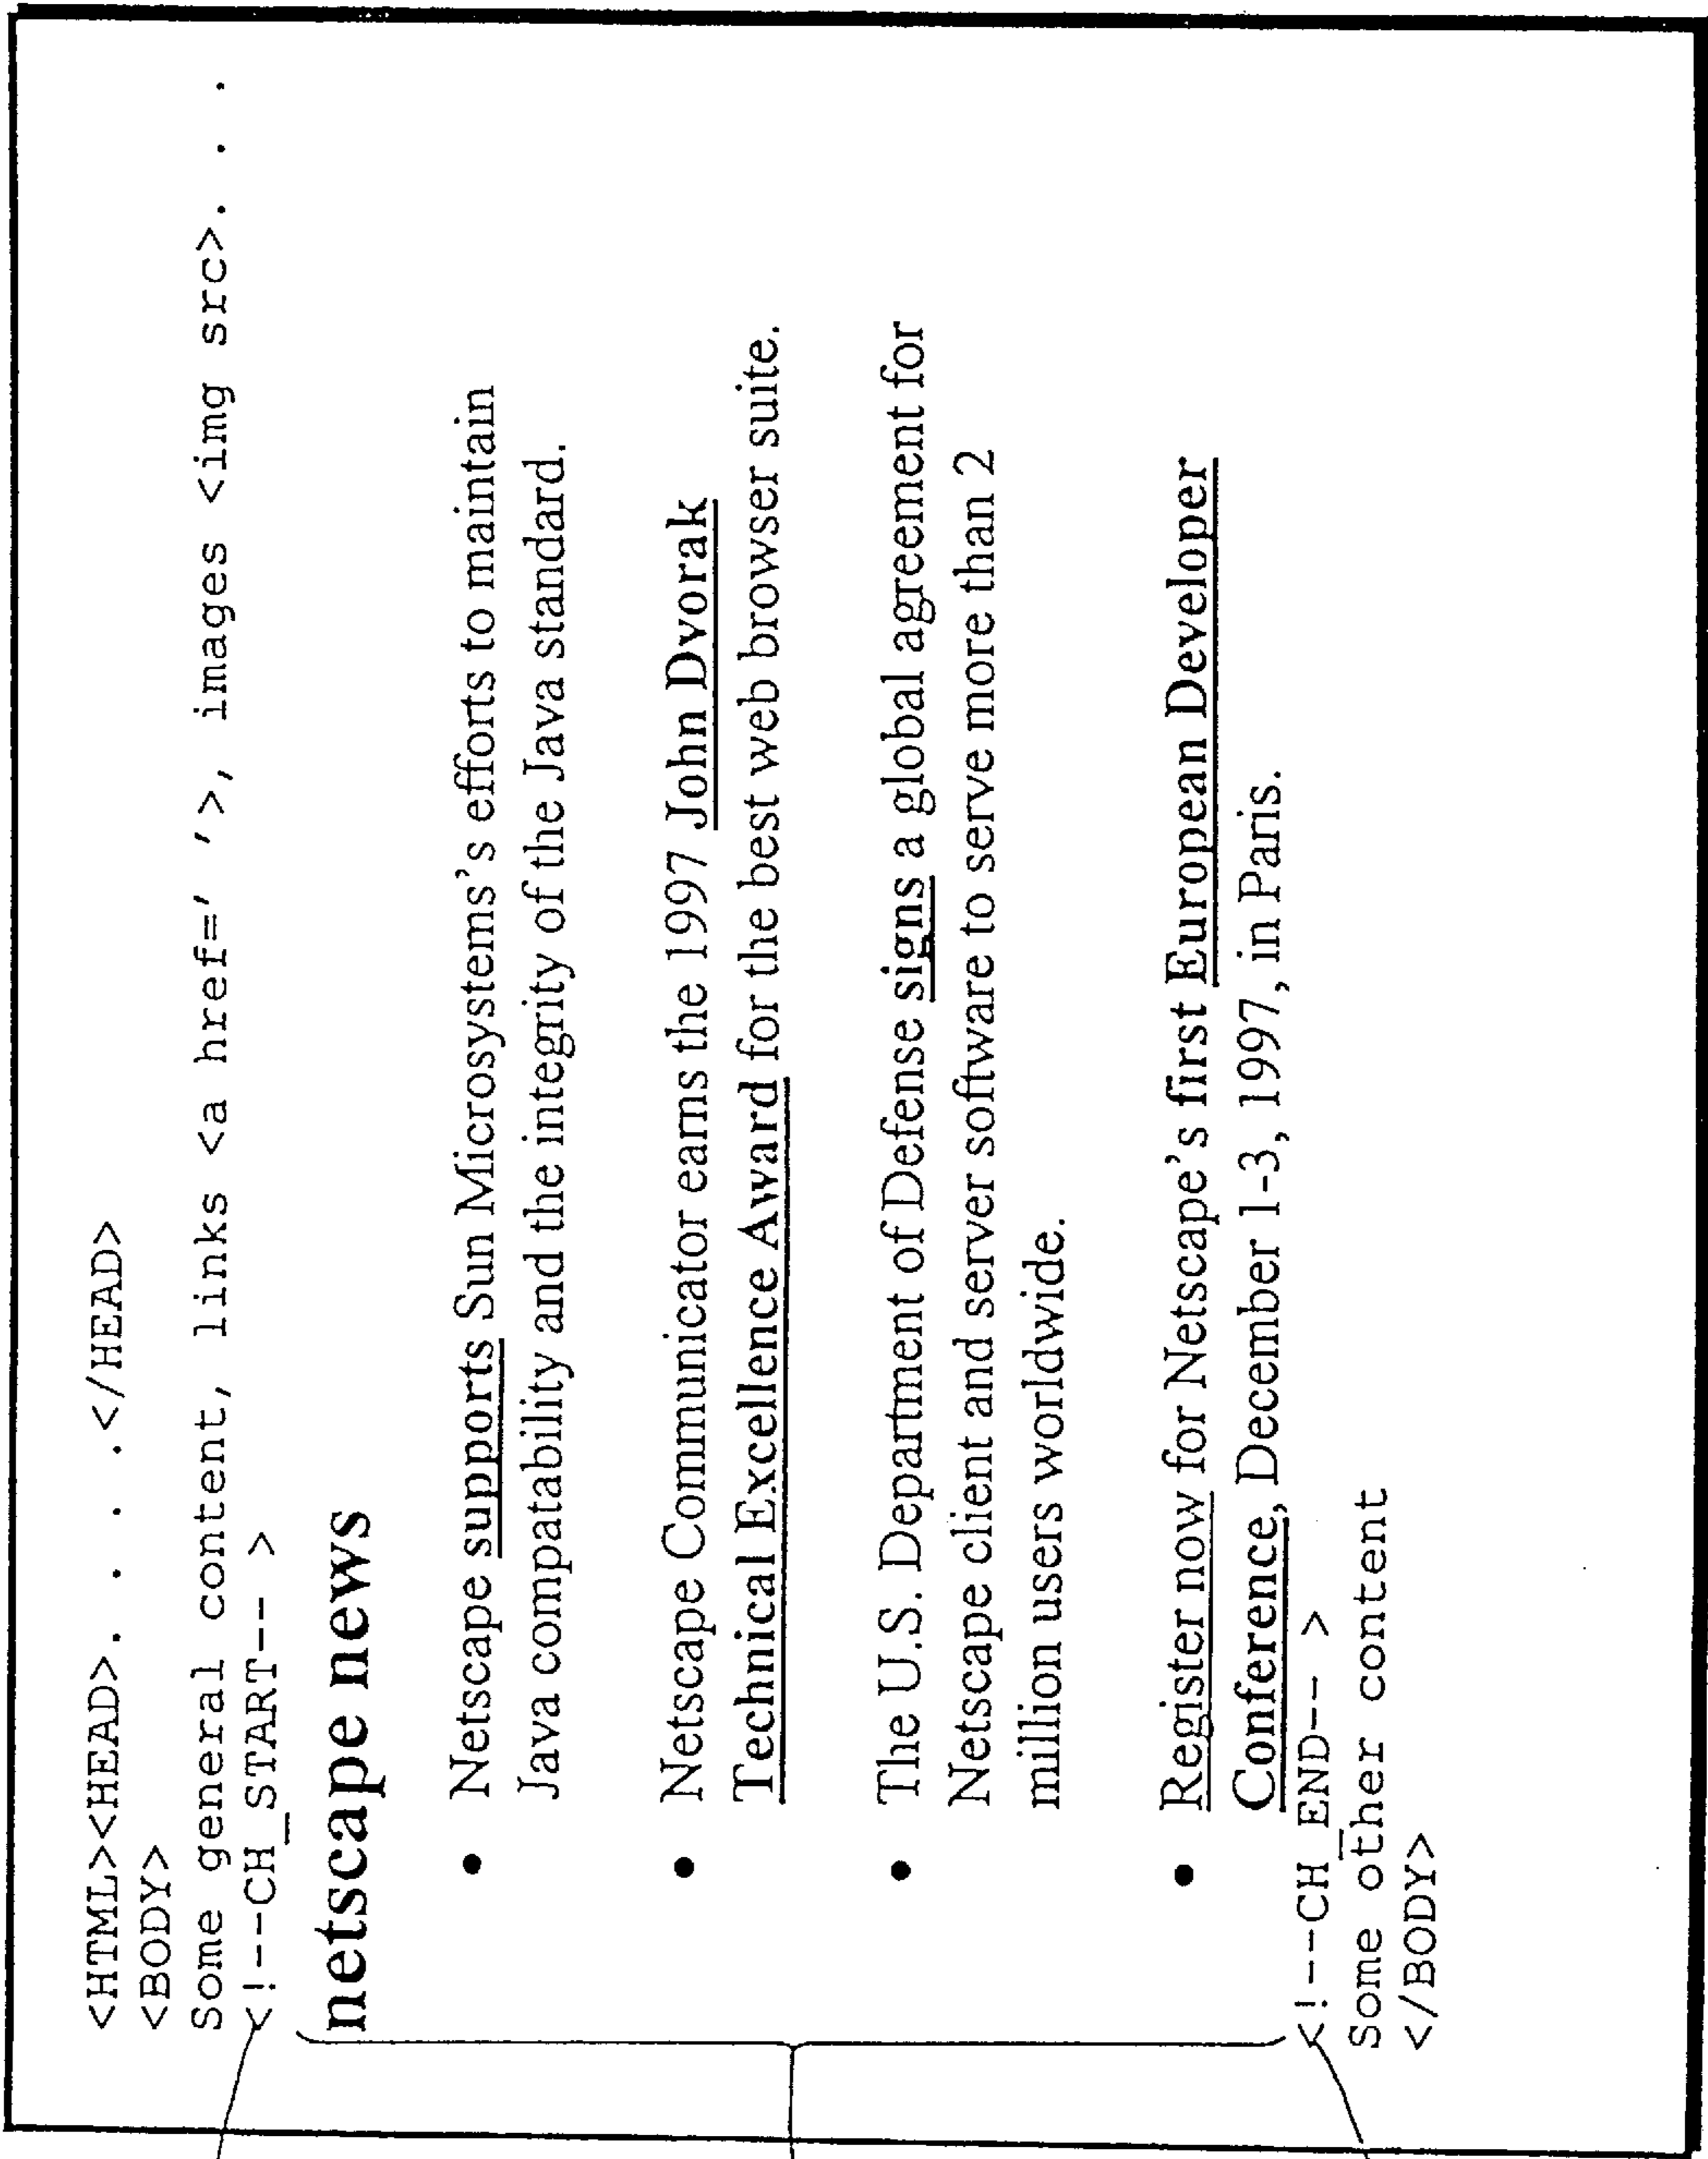 <HTML><HEAD>. . . .</HEAD>
<BODY>
Some general content, links <a href=' '>, images <img src>. . .
<!--–CH_START-- >
netscape news
• Netscape supports Sun Microsystems's efforts to maintain
Java compatability and the integrity of the Java standard.
• Netscape Communicator earns the 1997 John Dvorak
Technical Excellence Award for the best web browser suite.
• The U.S. Department of Defense signs a global agreement for
Netscape client and server software to serve more than 2
million users worldwide.
• Register now for Netscape's first European Developer
Conference, December 1-3, 1997, in Paris.
<!---CH_END-- >
Some other content
</BODY>